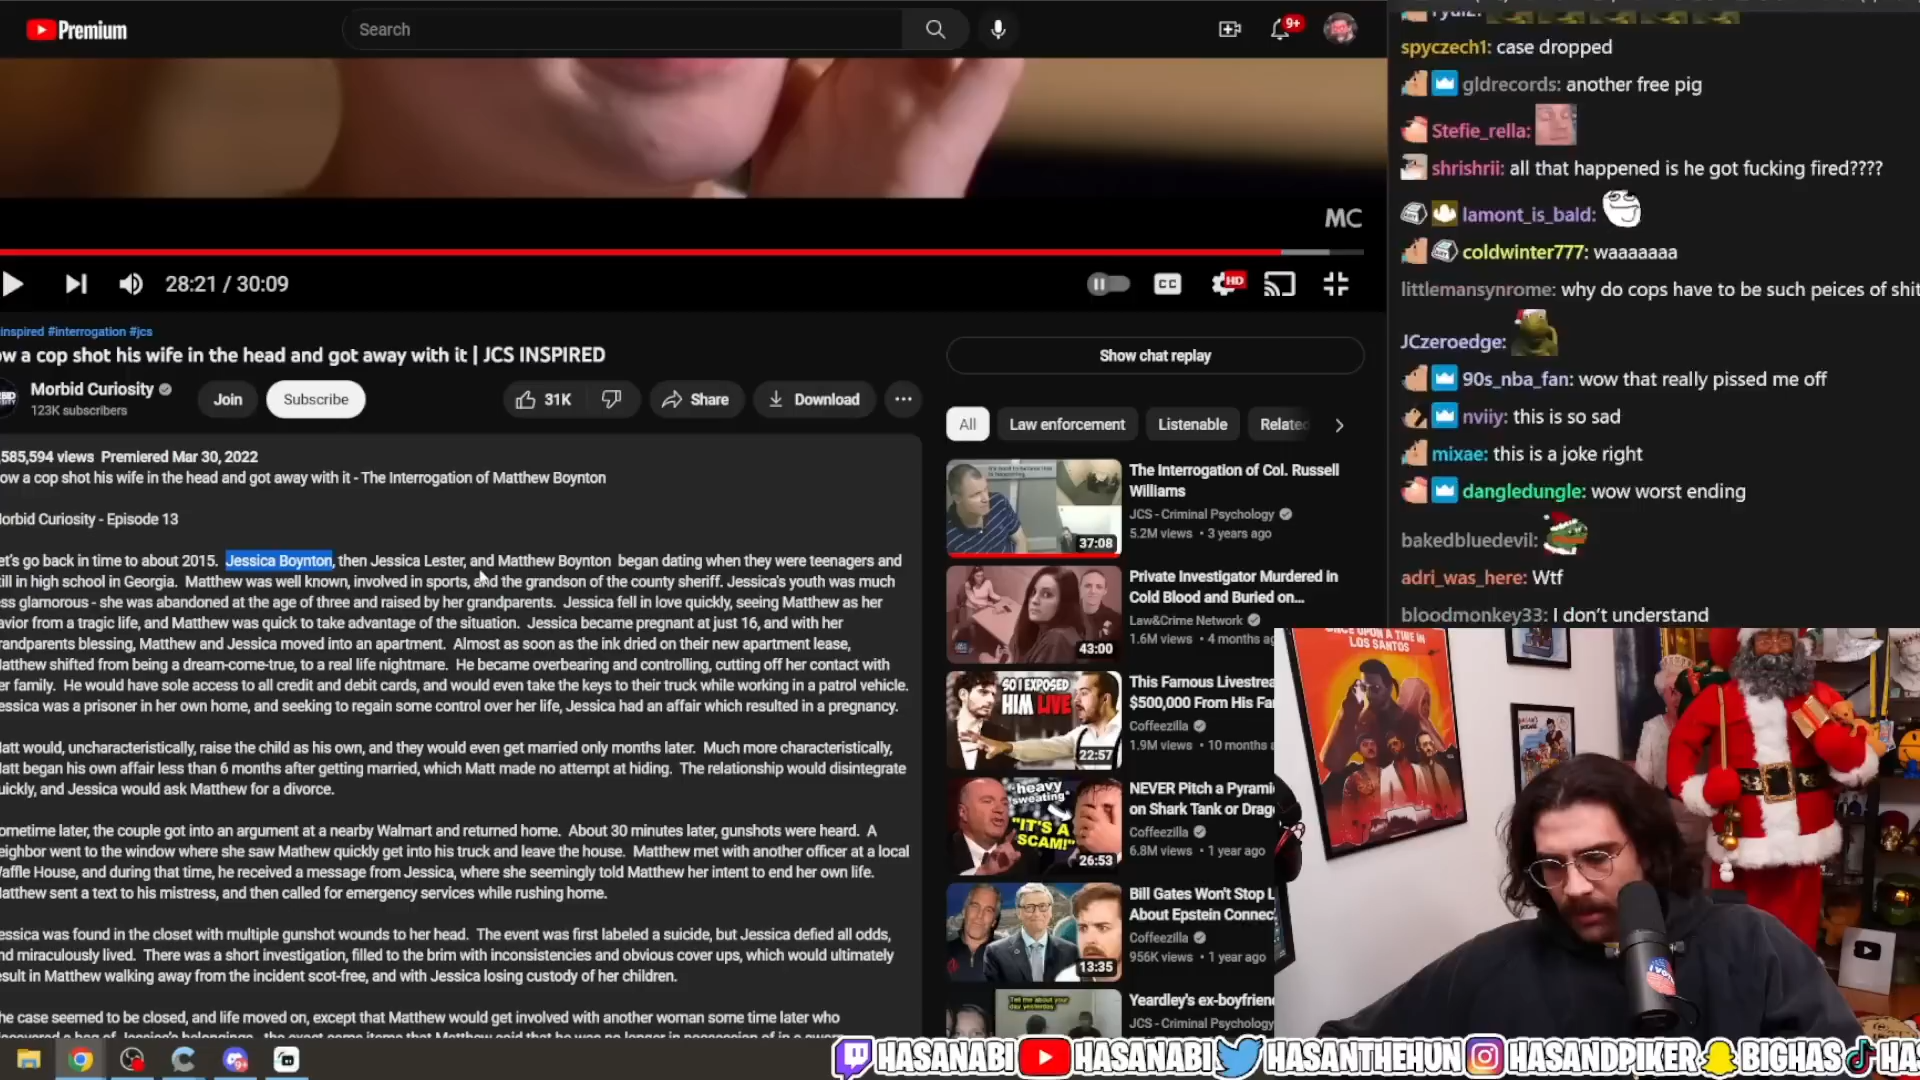 Premium
Search
9+
MC
28:21 / 30:09
CC
HD
inspired #interrogation #jcs
ow a cop shot his wife in the head and got away with it | JCS INSPIRED
Morbid Curiosity
123K subscribers
Join
Subscribe
31K
Share
Download
,585,594 views Premiered Mar 30, 2022
ow a cop shot his wife in the head and got away with it - The Interrogation of Matthew Boynton
orbid Curiosity - Episode 13
et's go back in time to about 2015. Jessica Boynton, then Jessica Lester, and Matthew Boynton began dating when they were teenagers and
till in high school in Georgia. Matthew was well known, involved in sports, and the grandson of the county sheriff. Jessica's youth was much
ess glamorous - she was abandoned at the age of three and raised by her grandparents. Jessica fell in love quickly, seeing Matthew as her
avior from a tragic life, and Matthew was quick to take advantage of the situation. Jessica became pregnant at just 16, and with her
randparents blessing, Matthew and Jessica moved into an apartment. Almost as soon as the ink dried on their new apartment lease,
atthew shifted from being a dream-come-true, to a real life nightmare. He became overbearing and controlling, cutting off her contact with
er family. He would have sole access to all credit and debit cards, and would even take the keys to their truck while working in a patrol vehicle.
essica was a prisoner in her own home, and seeking to regain some control over her life, Jessica had an affair which resulted in a pregnancy.
att would, uncharacteristically, raise the child as his own, and they would even get married only months later. Much more characteristically,
att began his own affair less than 6 months after getting married, which Matt made no attempt at hiding. The relationship would disintegrate
uickly, and Jessica would ask Matthew for a divorce.
ometime later, the couple got into an argument at a nearby Walmart and returned home. About 30 minutes later, gunshots were heard. A
eighbor went to the window where she saw Mathew quickly get into his truck and leave the house. Matthew met with another officer at a local
affle House, and during that time, he received a message from Jessica, where she seemingly told Matthew her intent to end her own life.
atthew sent a text to his mistress, and then called for emergency services while rushing home.
essica was found in the closet with multiple gunshot wounds to her head. The event was first labeled a suicide, but Jessica defied all odds,
nd miraculously lived. There was a short investigation, filled to the brim with inconsistencies and obvious cover ups, which would ultimately
esult in Matthew walking away from the incident scot-free, and with Jessica losing custody of her children.
he case seemed to be closed, and life moved on, except that Matthew would get involved with another woman some time later who
Show chat replay
All
Law enforcement
Listenable
Related
The Interrogation of Col. Russell
Williams
JCS - Criminal Psychology
5.2M views • 3 years ago
37:08
Private Investigator Murdered in
Cold Blood and Buried on...
Law&Crime Network
1.6M views • 4 months ag
43:00
SO I EXPOSED
HIM LIVE
22:57
This Famous Livestrea
$500,000 From His Fa
Coffeezilla
1.9M views • 10 months a
heavy
sweating
"IT'S A
SCAM!"
26:53
NEVER Pitch a Pyrami
on Shark Tank or Drag
Coffeezilla
6.8M views • 1 year ago
13:35
Bill Gates Won't Stop L
About Epstein Connec
Coffeezilla
956K views • 1 year ago
Tell me about your
day yesterday
Yeardley's ex-boyfrien
JCS - Criminal Psychology
spyczech1: case dropped
gldrecords: another free pig
Stefie_rella:
shrishrii: all that happened is he got fucking fired????
lamont_is_bald:
coldwinter777: waaaaaaa
littlemansynrome: why do cops have to be such peices of shit
JCzeroedge:
90s_nba_fan: wow that really pissed me off
nviiy: this is so sad
mixae: this is a joke right
dangledungle: wow worst ending
bakedbluedevil:
adri_was_here: Wtf
bloodmonkey33: I don't understand
ONCE UPON A TIME IN
LOS SANTOS
HASANABI
HASANABI
HASANTHEHUN
HASANDPIKER
BIGHAS
HAS